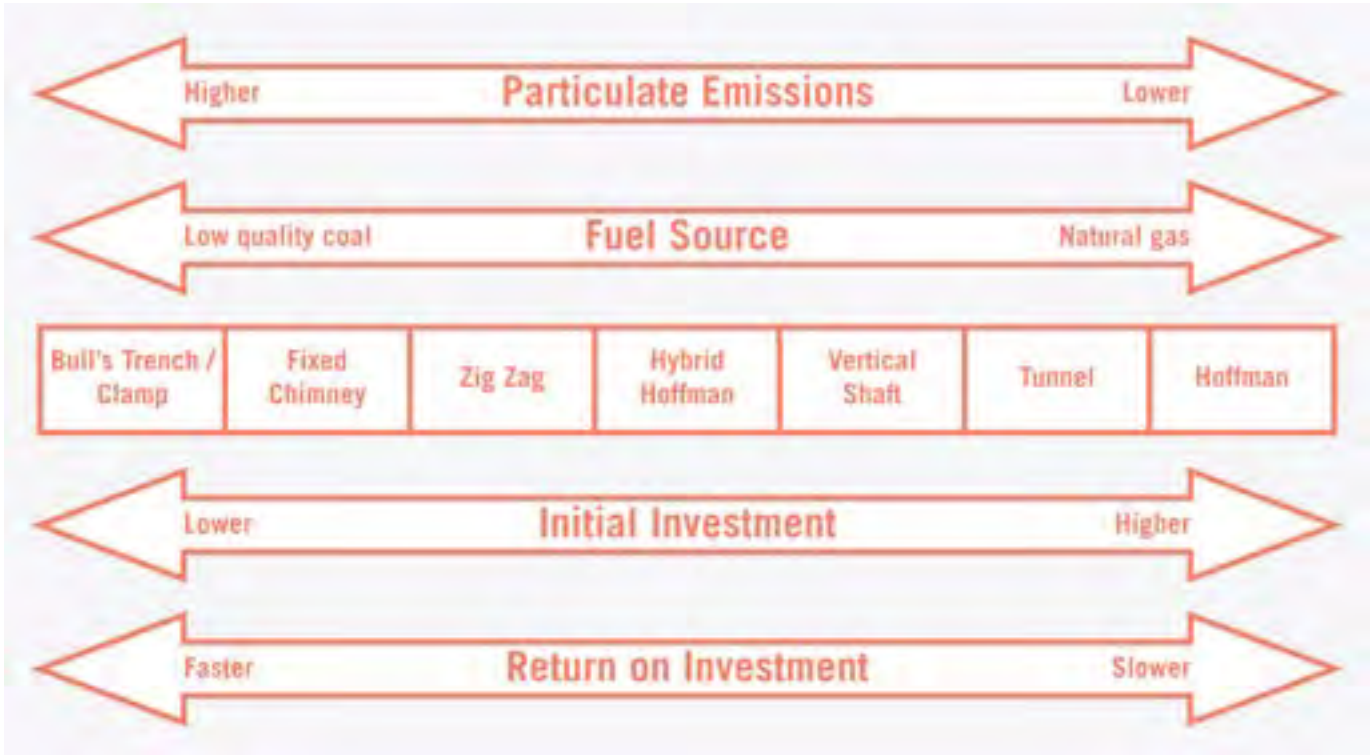 Higher Particulate Emissions Lower
Low quality coal Fuel Source Natural gas
Bull's Trench /
Clamp
Fixed
Chimney
Zig Zag
Hybrid
Hoffman
Vertical
Shaft
Tunnel
Hoffman
Lower Initial Investment Higher
Faster Return on Investment Slower